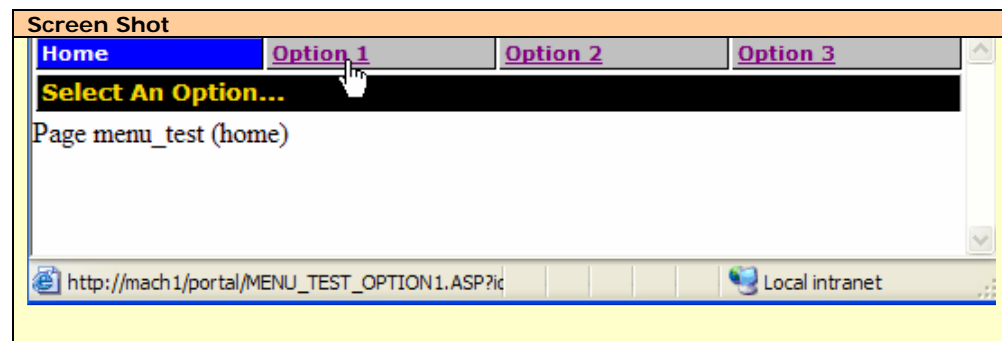 Screen Shot
Home Option 1 Option 2 Option 3
Select An Option...
Page menu_test (home)
http://mach1/portal/MENU_TEST_OPTION1.ASP?ic Local intranet